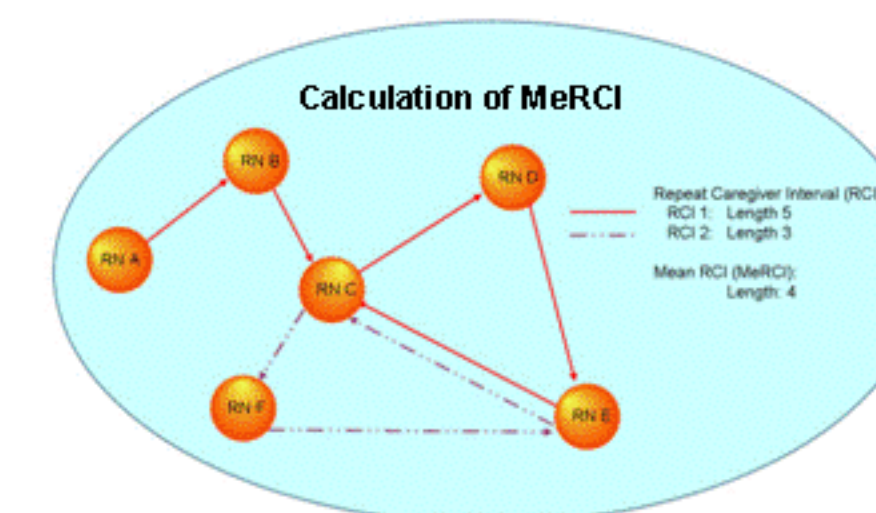 Calculation of MeRCI
RN B
RN D
RN A
RN C
RN F
RN E
Repeat Caregiver Interval (RCI
RCI 1: Length 5
RCI 2: Length 3
Mean RCI (MeRCI):
Length: 4